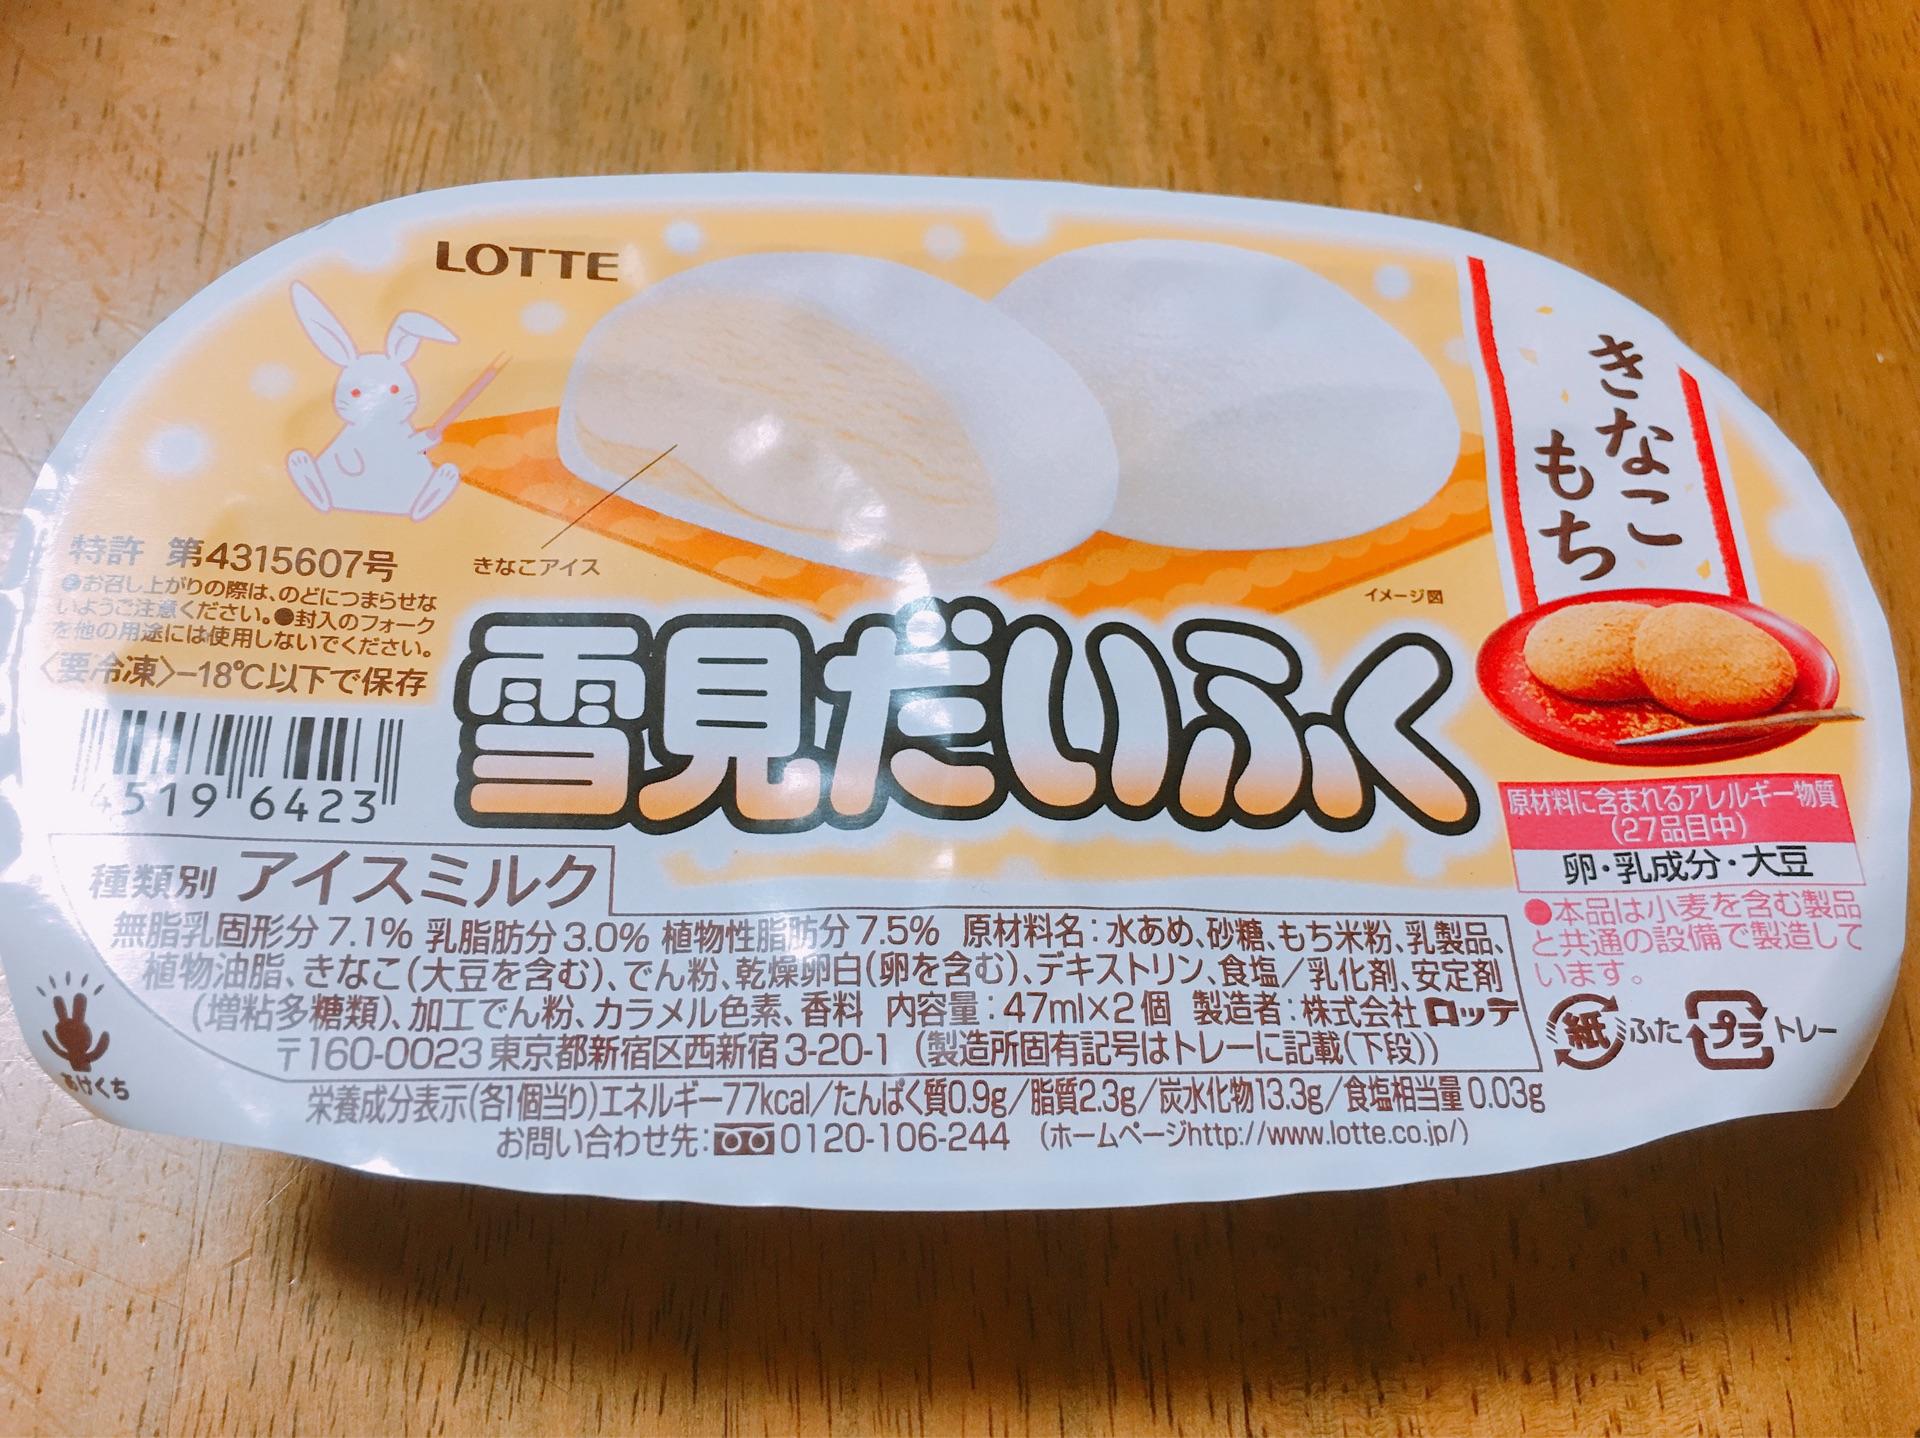 LOTTE
きなこ
もち
きなこアイス
イメージ図
特許 第4315607号
●お召し上がりの際は、のどにつまらせな
いようご注意ください。●封入のフォーク
を他の用途には使用しないでください。
〈要冷凍〉−18℃以下で保存
雪見だいふく
4519 6423
原材料に含まれるアレルギー物質
(27品目中)
卵・乳成分・大豆
●本品は小麦を含む製品
と共通の設備で製造して
います。
種類別 アイスミルク
無脂乳固形分7.1% 乳脂肪分3.0% 植物性脂肪分7.5% 原材料名：水あめ、砂糖、もち米粉、乳製品、
植物油脂、きなこ(大豆を含む)、でん粉、乾燥卵白(卵を含む)、デキストリン、食塩／乳化剤、安定剤
(増粘多糖類)、加工でん粉、カラメル色素、香料 内容量：47ml×2個 製造者：株式会社 ロッテ
〒160-0023 東京都新宿区西新宿3-20-1 (製造所固有記号はトレーに記載(下段))
紙 ふた プラ トレー
あけくち
栄養成分表示(各1個当り)エネルギー77kcal/たんぱく質0.9g/脂質2.3g/炭水化物13.3g/食塩相当量0.03g
お問い合わせ先：0120-106-244 (ホームページhttp://www.lotte.co.jp/)